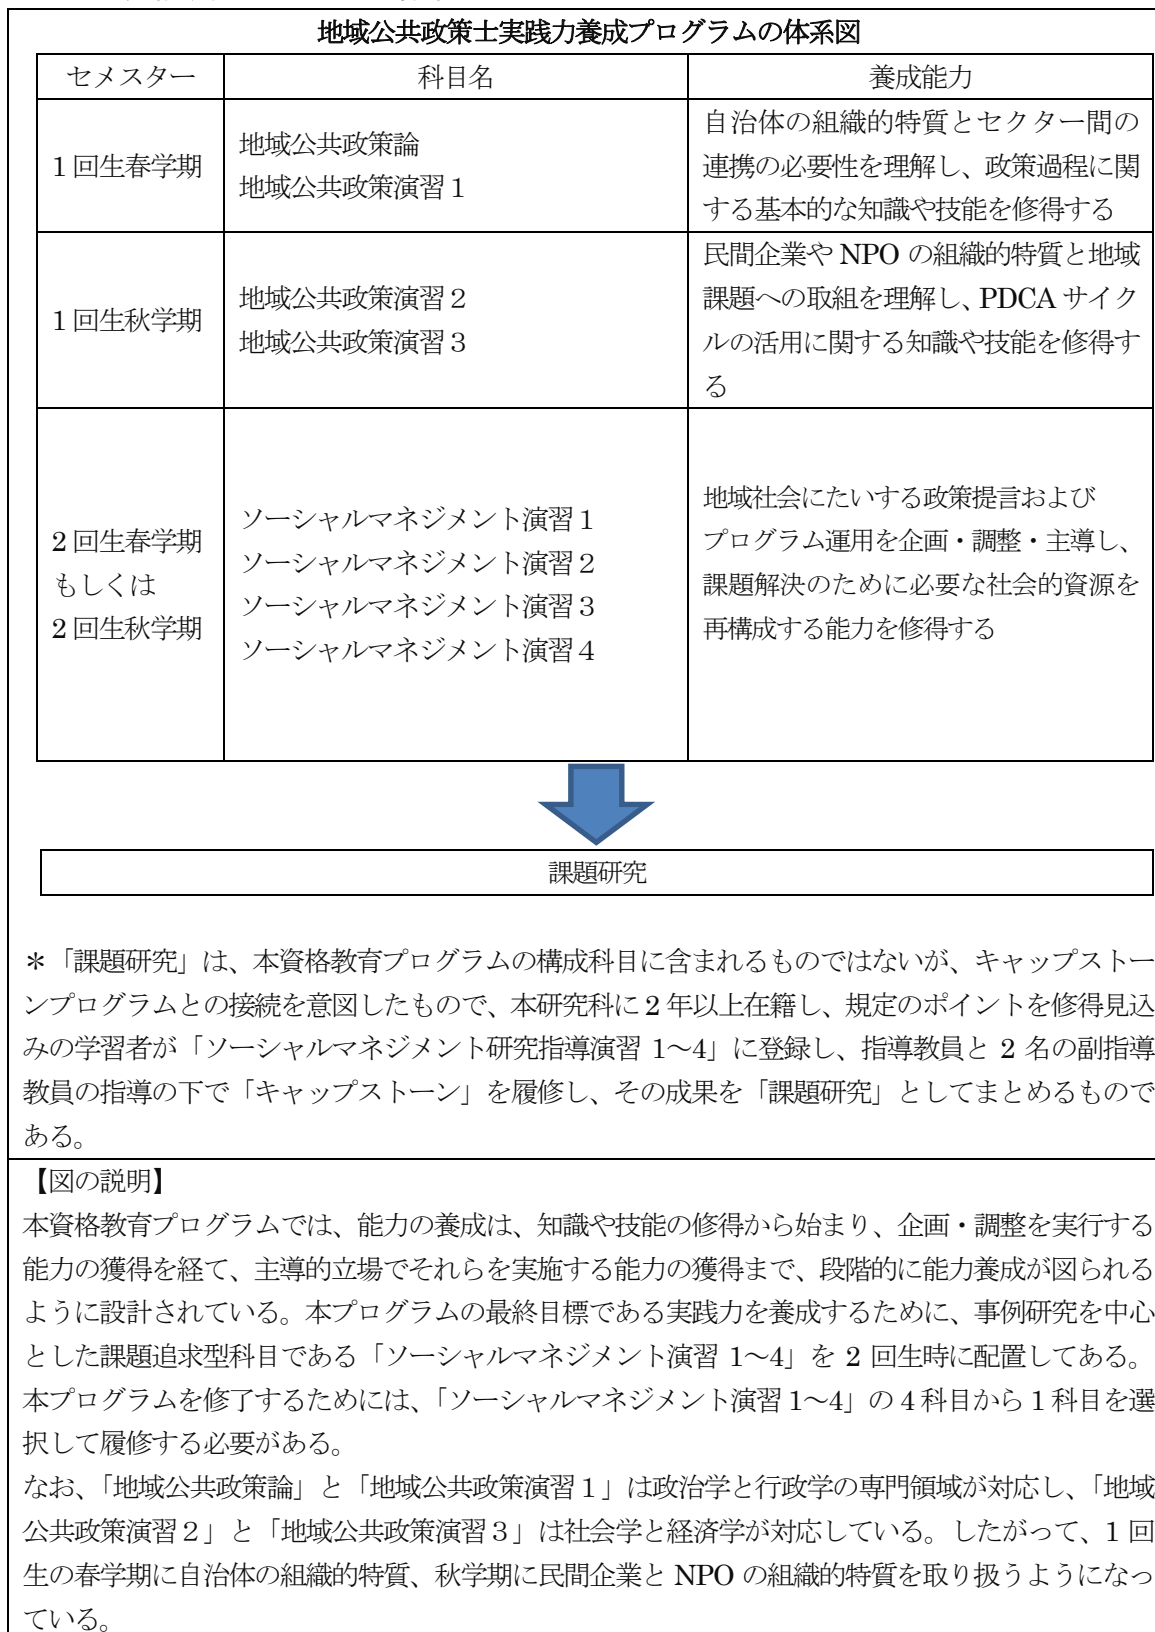 地域公共政策士実践力養成プログラムの体系図
セメスター
科目名
養成能力
1回生春学期
地域公共政策論
地域公共政策演習1
自治体の組織的特質とセクター間の
連携の必要性を理解し、政策過程に関
する基本的な知識や技能を修得する
1回生秋学期
地域公共政策演習2
地域公共政策演習3
民間企業や NPO の組織的特質と地域
課題への取組を理解し、PDCA サイク
ルの活用に関する知識や技能を修得す
る
2回生春学期
もしくは
2回生秋学期
ソーシャルマネジメント演習1
ソーシャルマネジメント演習2
ソーシャルマネジメント演習3
ソーシャルマネジメント演習4
地域社会にたいする政策提言および
プログラム運用を企画・調整・主導し、
課題解決のために必要な社会的資源を
再構成する能力を修得する
課題研究
＊「課題研究」は、本資格教育プログラムの構成科目に含まれるものではないが、キャップストー
ンプログラムとの接続を意図したもので、本研究科に2年以上在籍し、規定のポイントを修得見込
みの学習者が「ソーシャルマネジメント研究指導演習 1～4」に登録し、指導教員と 2 名の副指導
教員の指導の下で「キャップストーン」を履修し、その成果を「課題研究」としてまとめるもので
ある。
【図の説明】
本資格教育プログラムでは、能力の養成は、知識や技能の修得から始まり、企画・調整を実行する
能力の獲得を経て、主導的立場でそれらを実施する能力の獲得まで、段階的に能力養成が図られる
ように設計されている。本プログラムの最終目標である実践力を養成するために、事例研究を中心
とした課題追求型科目である「ソーシャルマネジメント演習 1～4」を 2 回生時に配置してある。
本プログラムを修了するためには、「ソーシャルマネジメント演習1～4」の4科目から1科目を選
択して履修する必要がある。
なお、「地域公共政策論」と「地域公共政策演習1」は政治学と行政学の専門領域が対応し、「地域
公共政策演習2」と「地域公共政策演習3」は社会学と経済学が対応している。したがって、1 回
生の春学期に自治体の組織的特質、秋学期に民間企業と NPO の組織的特質を取り扱うようになっ
ている。